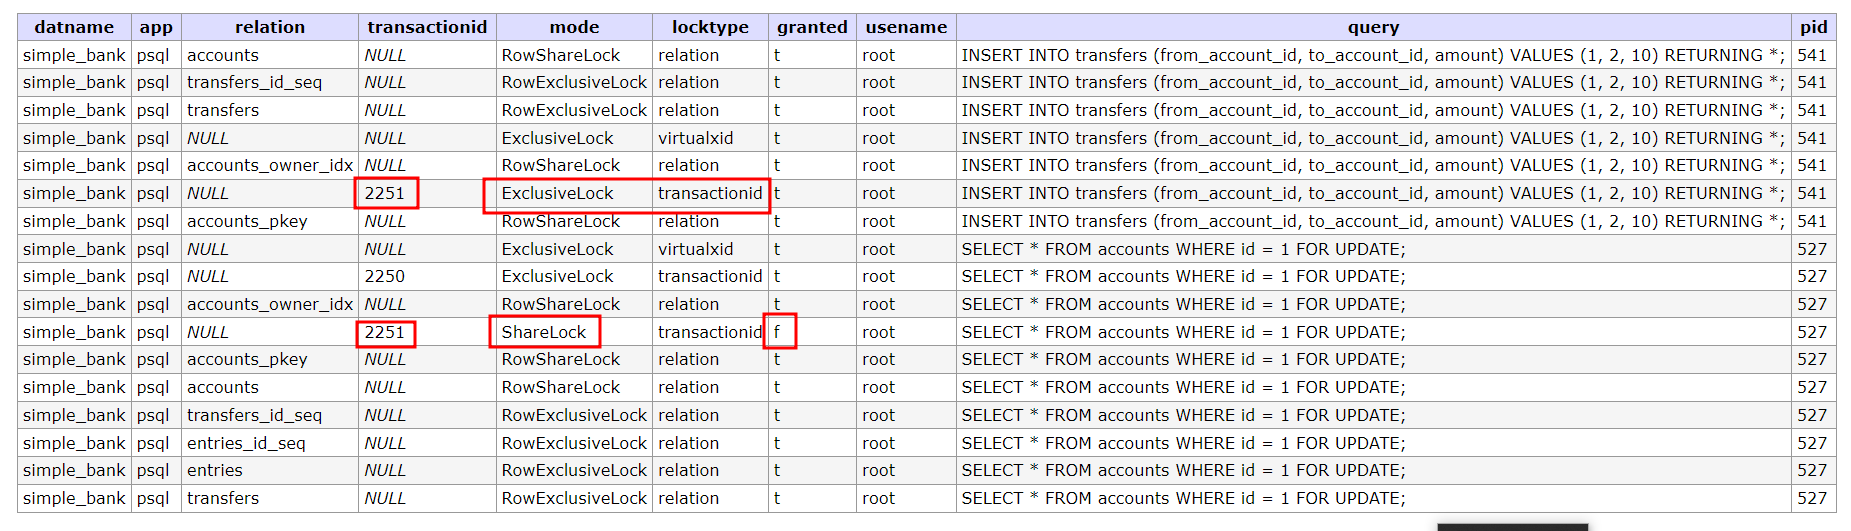 datname app relation transactionid mode locktype granted usename query pid
simple_bank psql accounts NULL RowShareLock relation t root INSERT INTO transfers (from_account_id, to_account_id, amount) VALUES (1, 2, 10) RETURNING *; 541
simple_bank psql transfers_id_seq NULL RowExclusiveLock relation t root INSERT INTO transfers (from_account_id, to_account_id, amount) VALUES (1, 2, 10) RETURNING *; 541
simple_bank psql transfers NULL RowExclusiveLock relation t root INSERT INTO transfers (from_account_id, to_account_id, amount) VALUES (1, 2, 10) RETURNING *; 541
simple_bank psql NULL NULL ExclusiveLock virtualxid t root INSERT INTO transfers (from_account_id, to_account_id, amount) VALUES (1, 2, 10) RETURNING *; 541
simple_bank psql accounts_owner_idx NULL RowShareLock relation t root INSERT INTO transfers (from_account_id, to_account_id, amount) VALUES (1, 2, 10) RETURNING *; 541
simple_bank psql NULL 2251 ExclusiveLock transactionid t root INSERT INTO transfers (from_account_id, to_account_id, amount) VALUES (1, 2, 10) RETURNING *; 541
simple_bank psql accounts_pkey NULL RowShareLock relation t root INSERT INTO transfers (from_account_id, to_account_id, amount) VALUES (1, 2, 10) RETURNING *; 541
simple_bank psql NULL NULL ExclusiveLock virtualxid t root SELECT * FROM accounts WHERE id = 1 FOR UPDATE; 527
simple_bank psql NULL 2250 ExclusiveLock transactionid t root SELECT * FROM accounts WHERE id = 1 FOR UPDATE; 527
simple_bank psql accounts_owner_idx NULL RowShareLock relation t root SELECT * FROM accounts WHERE id = 1 FOR UPDATE; 527
simple_bank psql NULL 2251 ShareLock transactionid f root SELECT * FROM accounts WHERE id = 1 FOR UPDATE; 527
simple_bank psql accounts_pkey NULL RowShareLock relation t root SELECT * FROM accounts WHERE id = 1 FOR UPDATE; 527
simple_bank psql accounts NULL RowShareLock relation t root SELECT * FROM accounts WHERE id = 1 FOR UPDATE; 527
simple_bank psql transfers_id_seq NULL RowExclusiveLock relation t root SELECT * FROM accounts WHERE id = 1 FOR UPDATE; 527
simple_bank psql entries_id_seq NULL RowExclusiveLock relation t root SELECT * FROM accounts WHERE id = 1 FOR UPDATE; 527
simple_bank psql entries NULL RowExclusiveLock relation t root SELECT * FROM accounts WHERE id = 1 FOR UPDATE; 527
simple_bank psql transfers NULL RowExclusiveLock relation t root SELECT * FROM accounts WHERE id = 1 FOR UPDATE; 527